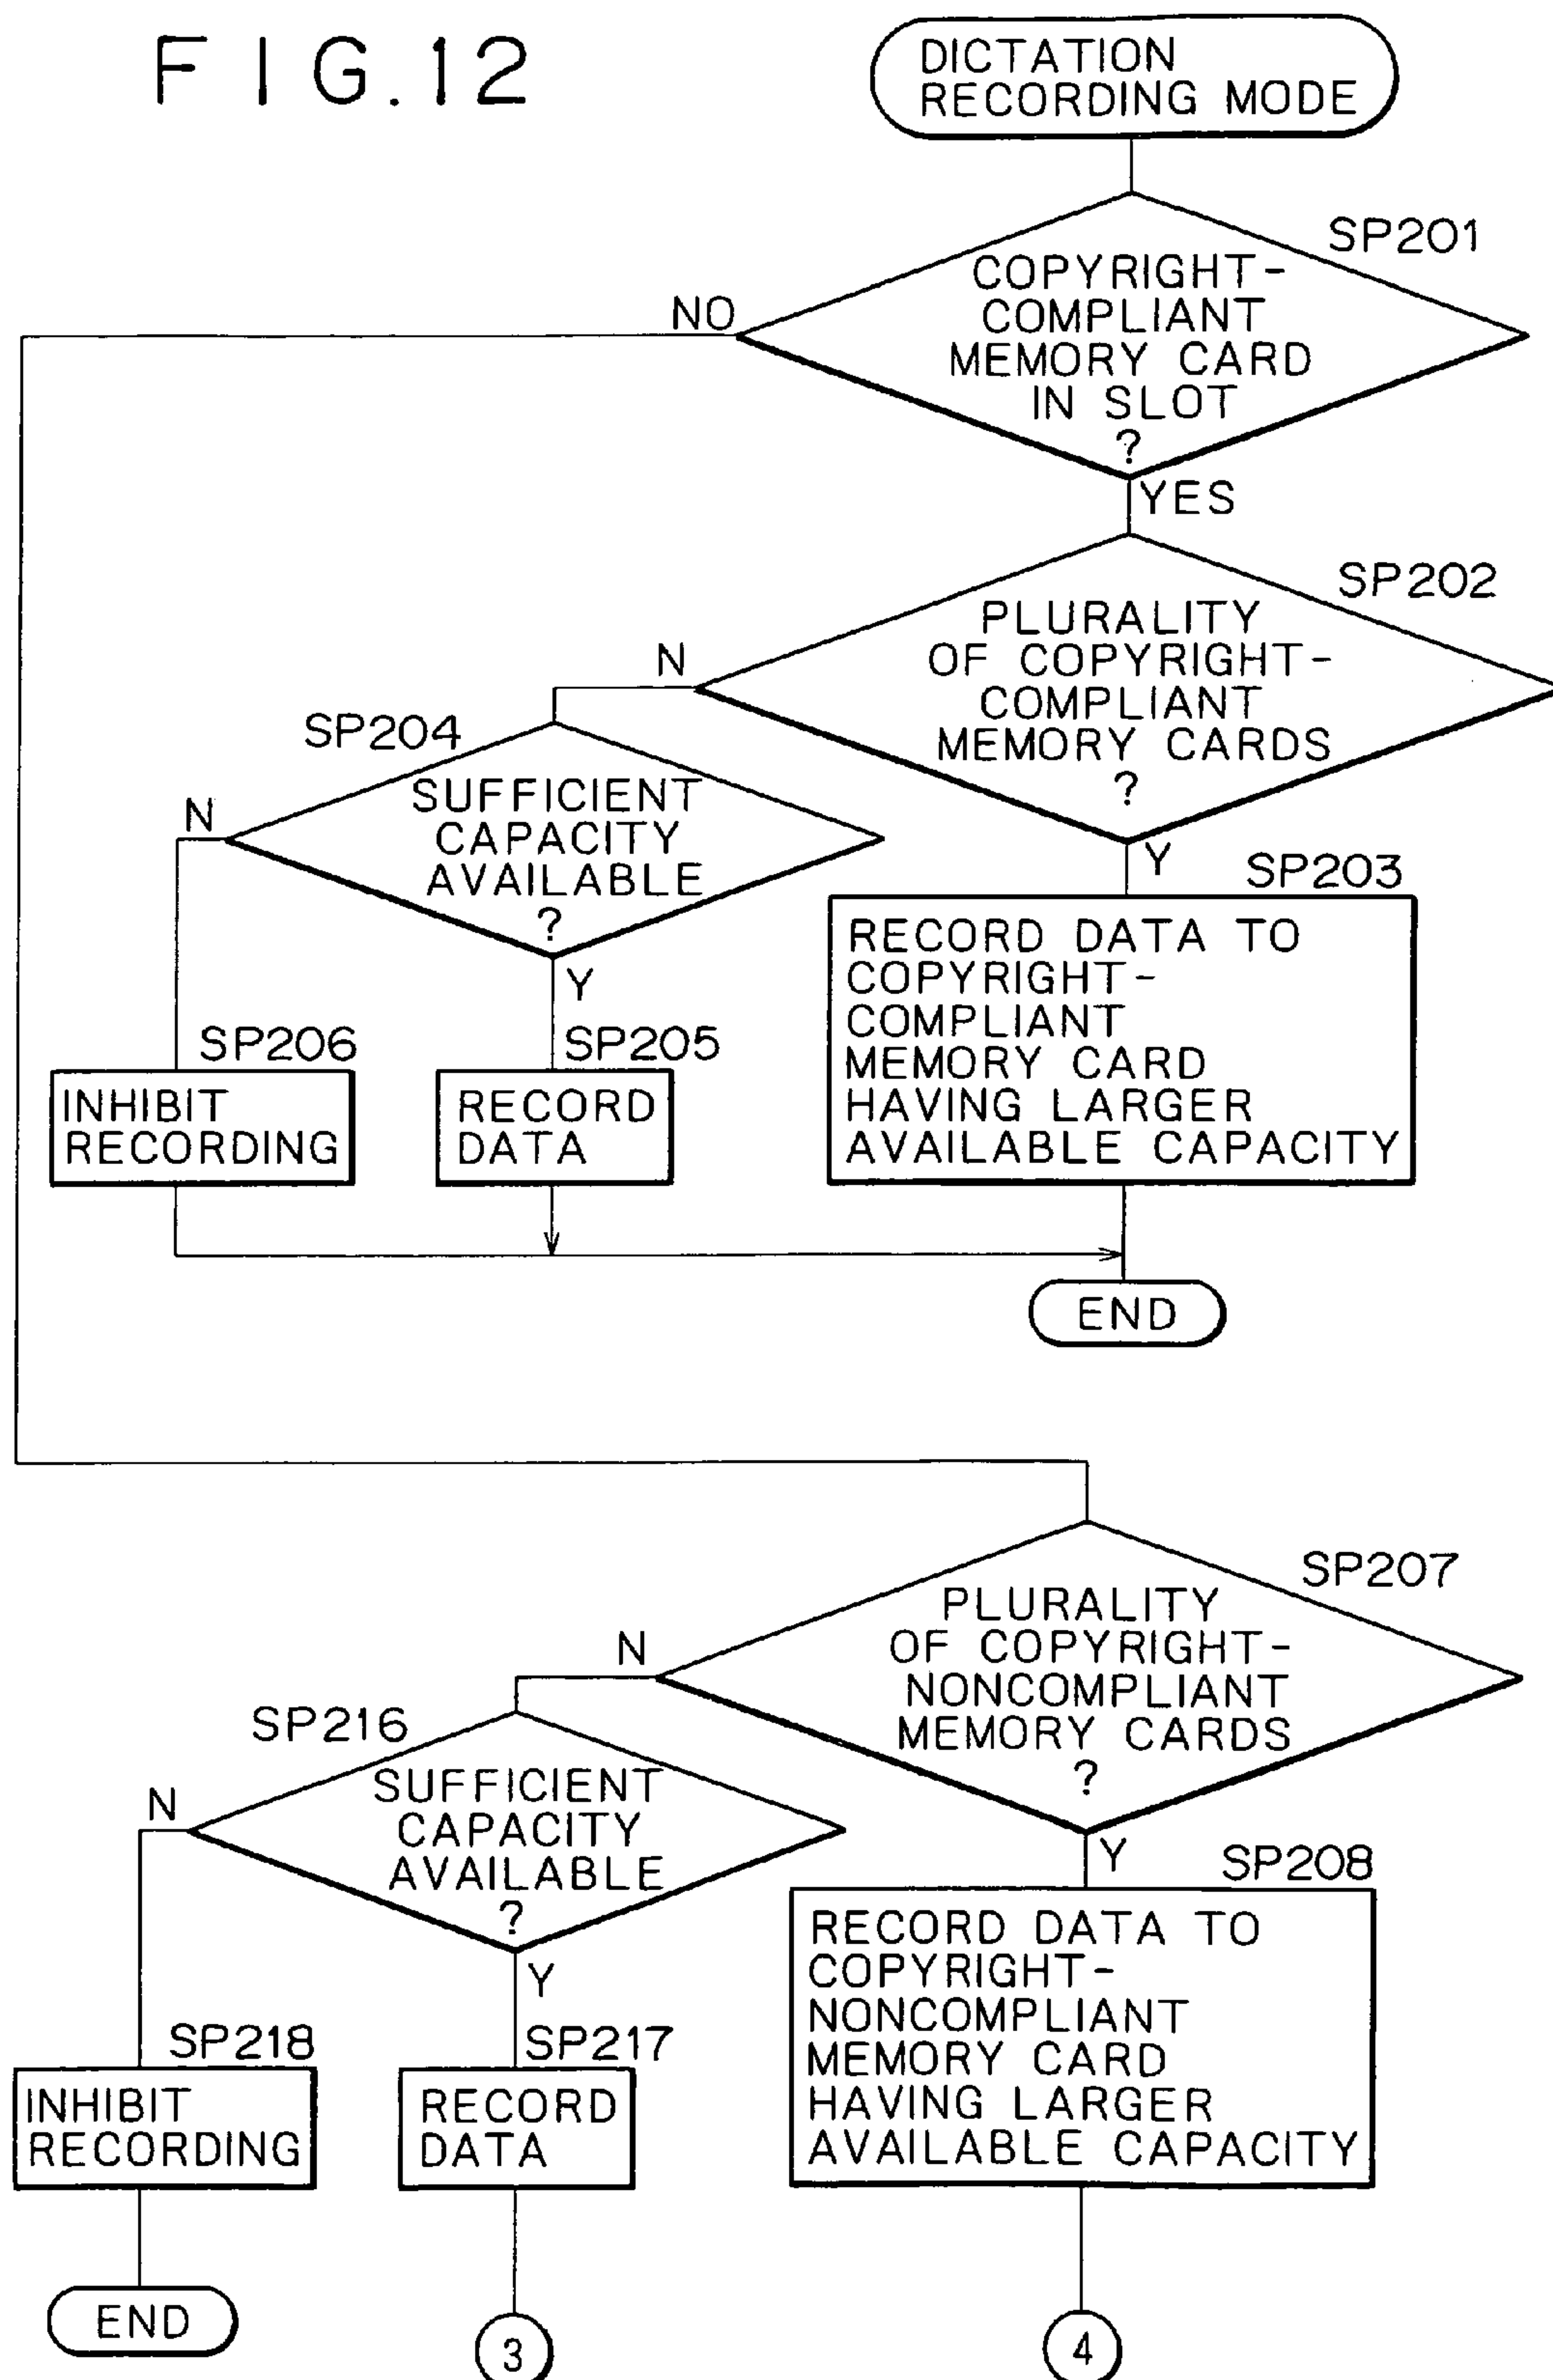 FIG.12
DICTATION
RECORDING MODE
SP201
COPYRIGHT-
COMPLIANT
MEMORY CARD
IN SLOT
?
NO
YES
SP202
PLURALITY
OF COPYRIGHT-
COMPLIANT
MEMORY CARDS
?
N
Y
SP204
SUFFICIENT
CAPACITY
AVAILABLE
?
N
Y
SP203
RECORD DATA TO
COPYRIGHT-
COMPLIANT
MEMORY CARD
HAVING LARGER
AVAILABLE CAPACITY
SP206
INHIBIT
RECORDING
SP205
RECORD
DATA
END
SP207
PLURALITY
OF COPYRIGHT-
NONCOMPLIANT
MEMORY CARDS
?
N
Y
SP216
SUFFICIENT
CAPACITY
AVAILABLE
?
N
Y
SP208
RECORD DATA TO
COPYRIGHT-
NONCOMPLIANT
MEMORY CARD
HAVING LARGER
AVAILABLE CAPACITY
SP218
INHIBIT
RECORDING
SP217
RECORD
DATA
END
3
4